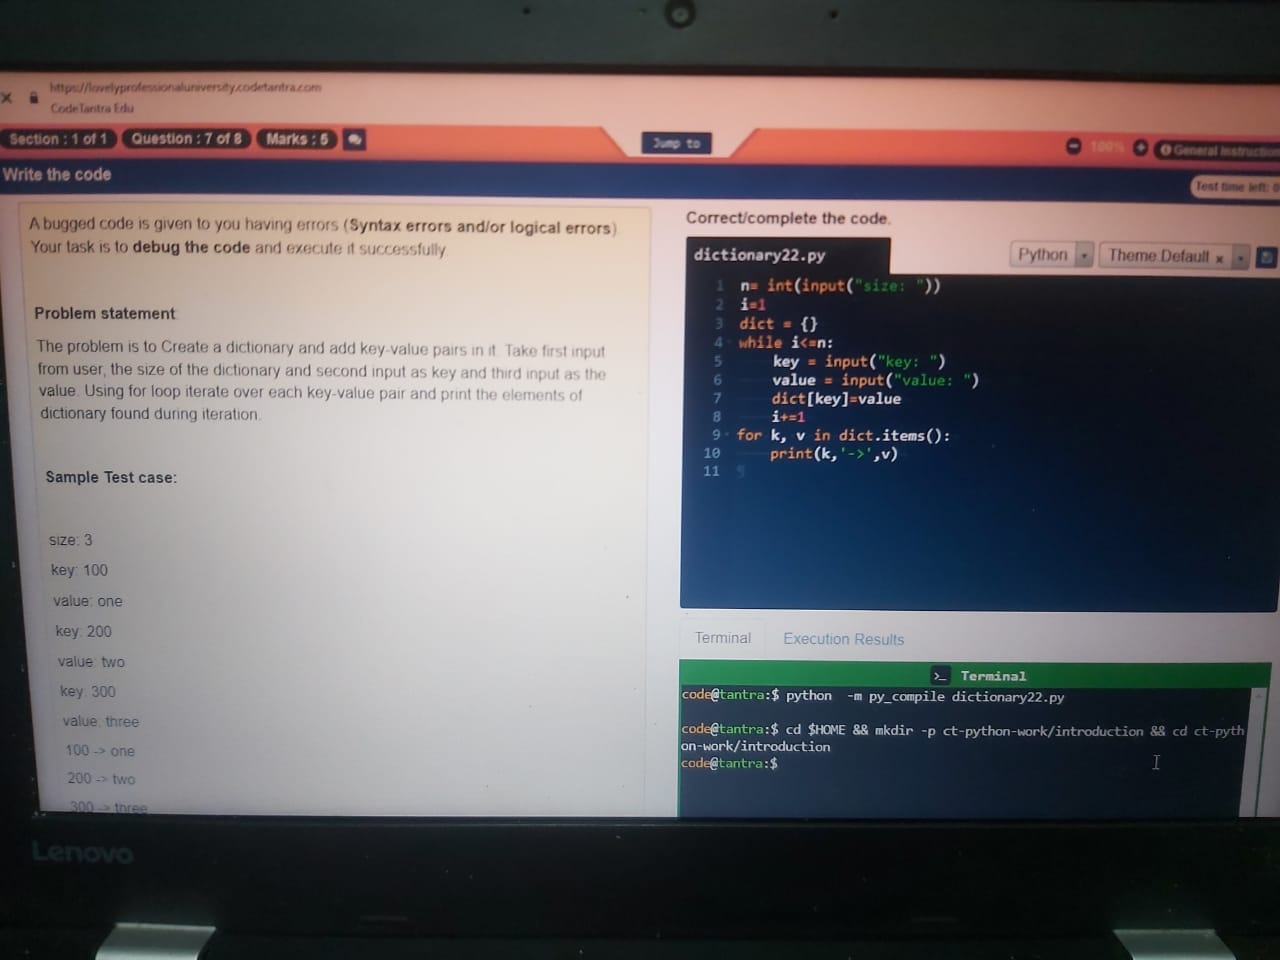 https://lovelyprofessionaluniversity.codetantra.com
CodeTantra Edu
Section : 1 of 1 Question : 7 of 8 Marks : 5
Jump to
100% General Instruction
Write the code
Test time left: 0
A bugged code is given to you having errors (Syntax errors and/or logical errors)
Your task is to debug the code and execute it successfully
Problem statement
The problem is to Create a dictionary and add key-value pairs in it. Take first input
from user, the size of the dictionary and second input as key and third input as the
value. Using for loop iterate over each key-value pair and print the elements of
dictionary found during iteration.
Sample Test case:
size: 3
key: 100
value: one
key: 200
value: two
key: 300
value: three
100 -> one
200 -> two
300 -> three
Correct/complete the code.
dictionary22.py
Python Theme:Default x
1 n= int(input("size: "))
2 i=1
3 dict = {}
4 while i<=n:
5 key = input("key: ")
6 value = input("value: ")
7 dict[key]=value
8 i+=1
9 for k, v in dict.items():
10 print(k,'->',v)
11
Terminal Execution Results
>_ Terminal
code@tantra:$ python -m py_compile dictionary22.py
code@tantra:$ cd $HOME && mkdir -p ct-python-work/introduction && cd ct-pyth
on-work/introduction
code@tantra:$
Lenovo